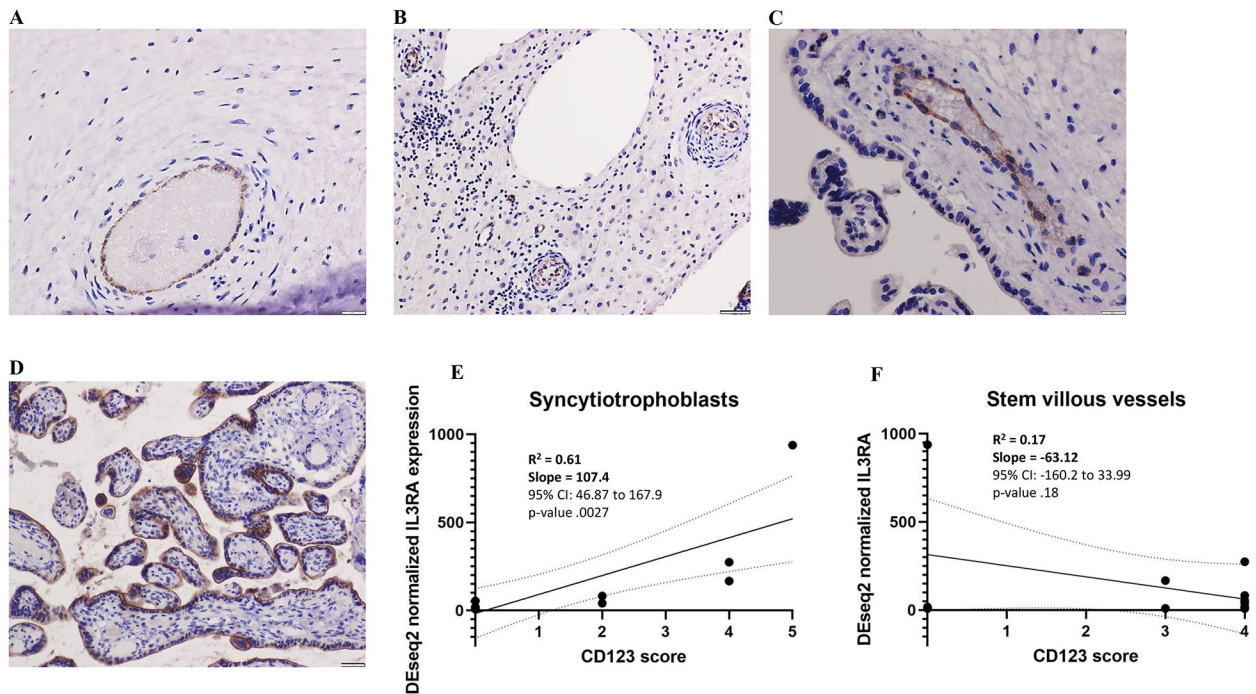 A
B
C
D
E
Syncytiotrophoblasts
DEseq2 normalized IL3RA expression
1000
500
0
R² = 0.61
Slope = 107.4
95% CI: 46.87 to 167.9
p-value .0027
1 2 3 4 5
CD123 score
F
Stem villous vessels
DEseq2 normalized IL3RA
1000
500
0
R² = 0.17
Slope = -63.12
95% CI: -160.2 to 33.99
p-value .18
1 2 3 4
CD123 score